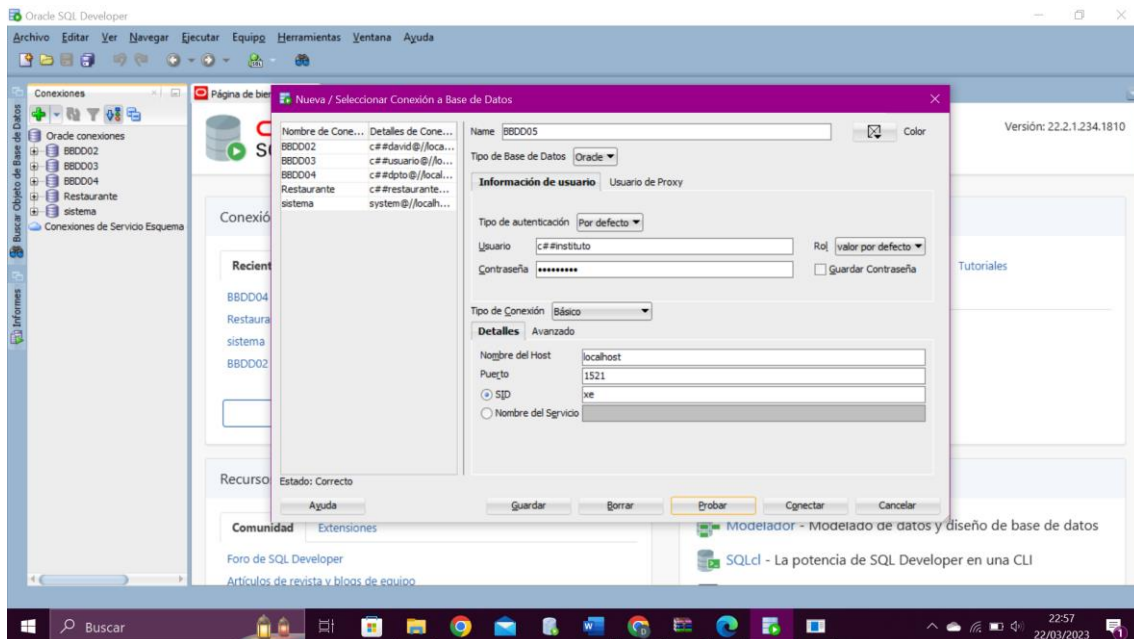 Oracle SQL Developer
Archivo Editar Ver Navegar Ejecutar Equipo Herramientas Ventana Ayuda
Buscar Objeto de Base de Datos
Informes
Conexiones
Oracle conexiones
BBDD02
BBDD03
BBDD04
Restaurante
sistema
Conexiones de Servicio Esquema
Página de bie
Versión: 22.2.1.234.1810
Conexió
Recient
BBDD04
Restaura
sistema
BBDD02
Tutoriales
Recurso
Comunidad Extensiones
Foro de SQL Developer
Artículos de revista y blogs de equipo
Modelador - Modelado de datos y diseño de base de datos
SQLcl - La potencia de SQL Developer en una CLI
Nueva / Seleccionar Conexión a Base de Datos
Nombre de Cone... Detalles de Cone...
BBDD02 c##david@//loca...
BBDD03 c##usuario@//lo...
BBDD04 c##dpto@//local...
Restaurante c##restaurante...
sistema system@//localh...
Name BBDD05 Color
Tipo de Base de Datos Oracle
Información de usuario Usuario de Proxy
Tipo de autenticación Por defecto
Usuario c##instituto Rol valor por defecto
Contraseña ••••••••• Guardar Contraseña
Tipo de Conexión Básico
Detalles Avanzado
Nombre del Host localhost
Puerto 1521
SID xe
Nombre del Servicio
Estado: Correcto
Ayuda Guardar Borrar Probar Conectar Cancelar
Buscar
22:57
22/03/2023